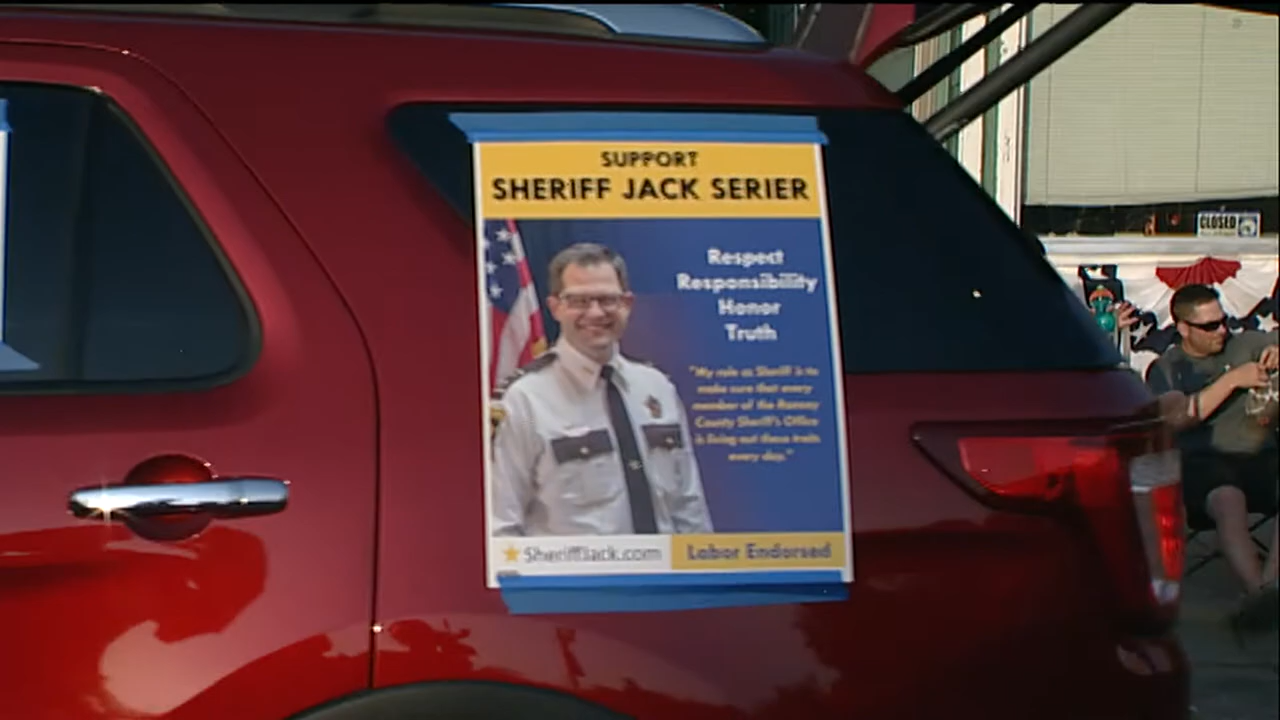 SUPPORT
SHERIFF JACK SERIER
Respect
Responsibility
Honor
Truth
"My role as Sheriff is to
make sure that every
member of the Ramsey
County Sheriff's Office
is living out these traits
every day."
SheriffJack.com
Labor Endorsed
CLOSED